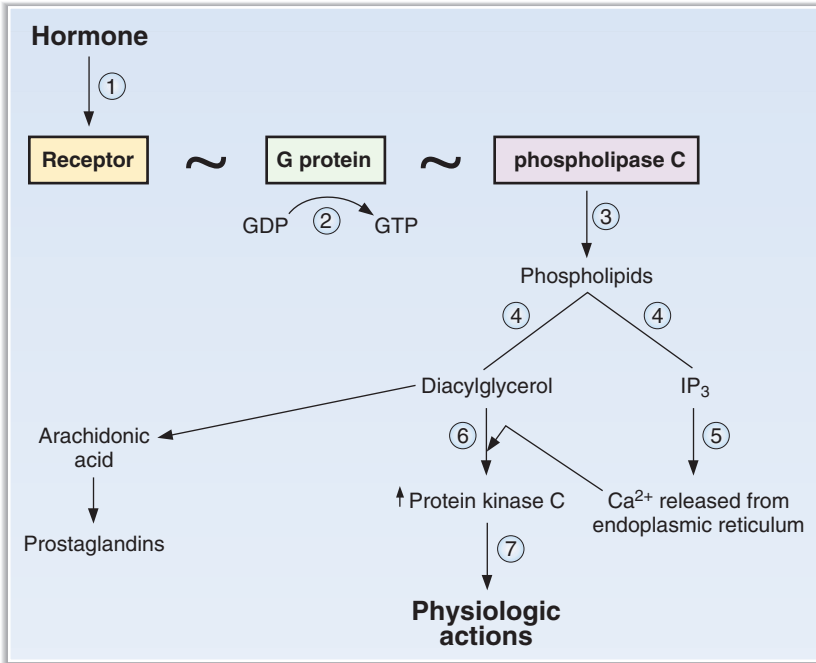 Hormone
①
Receptor ~ G protein ~ phospholipase C
GDP ② GTP
③
Phospholipids
④ ④
Diacylglycerol IP₃
Arachidonic
acid
⑥ ⑤
Protein kinase C
Ca²⁺ released from
endoplasmic reticulum
Prostaglandins
⑦
Physiologic
actions